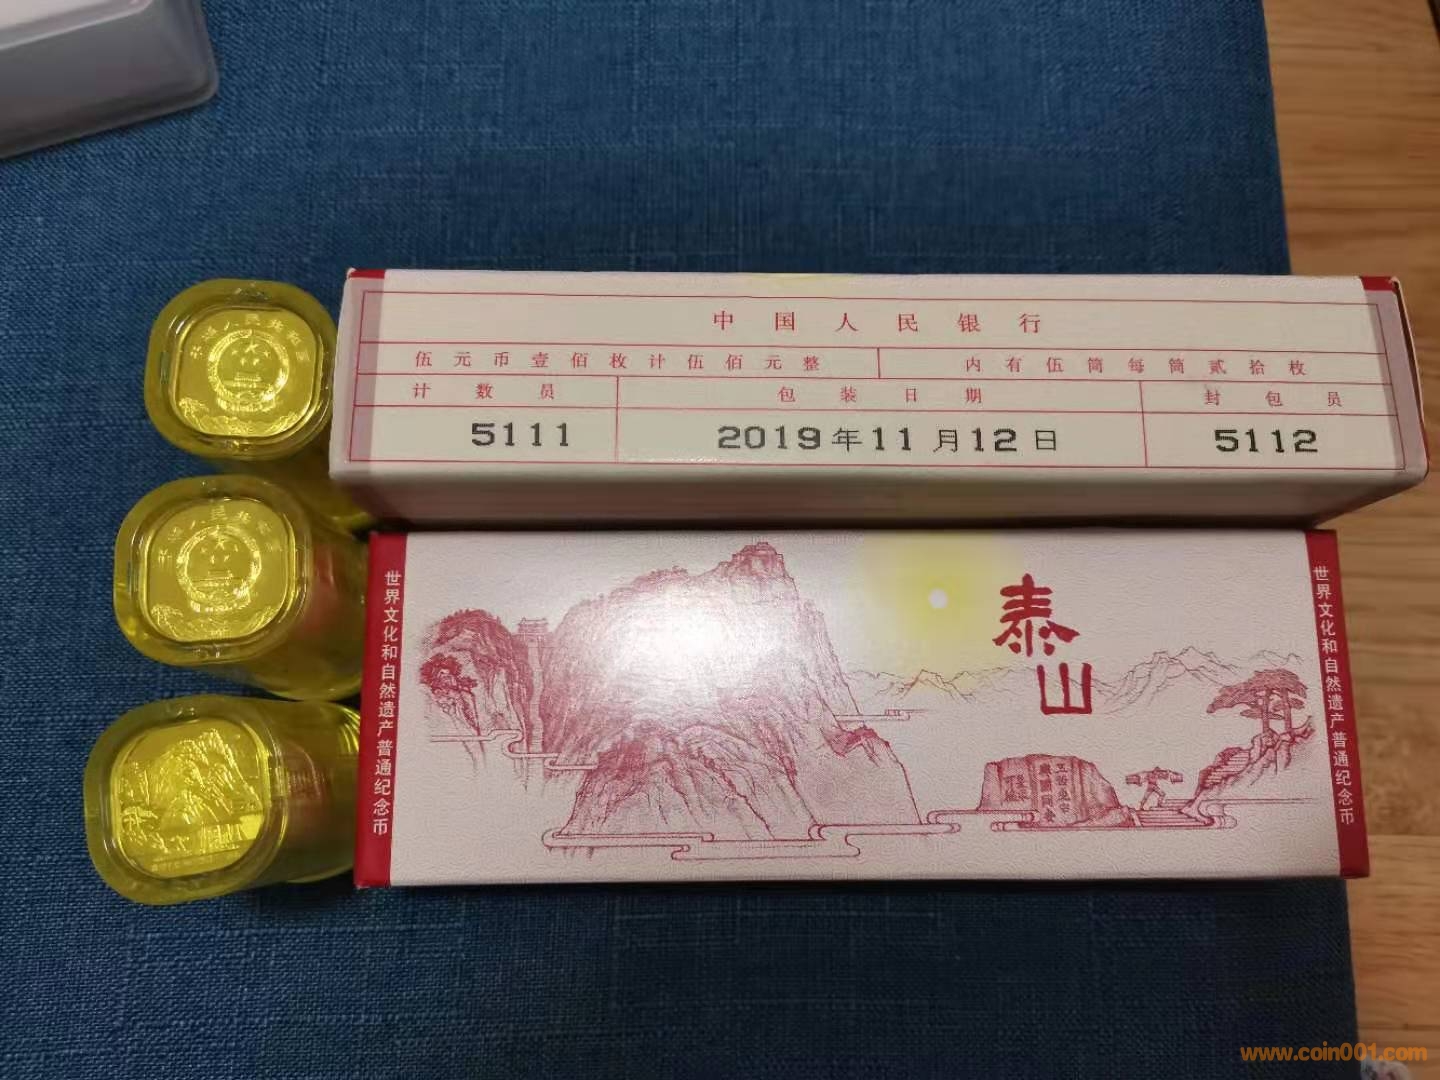 中国人民银行
伍元币壹佰枚计伍佰元整
内有伍筒每筒贰拾枚
计数员
包装日期
封包员
5111
2019年11月12日
5112
世界文化和自然遗产普通纪念币
泰山
世界文化和自然遗产普通纪念币
www.coin001.com